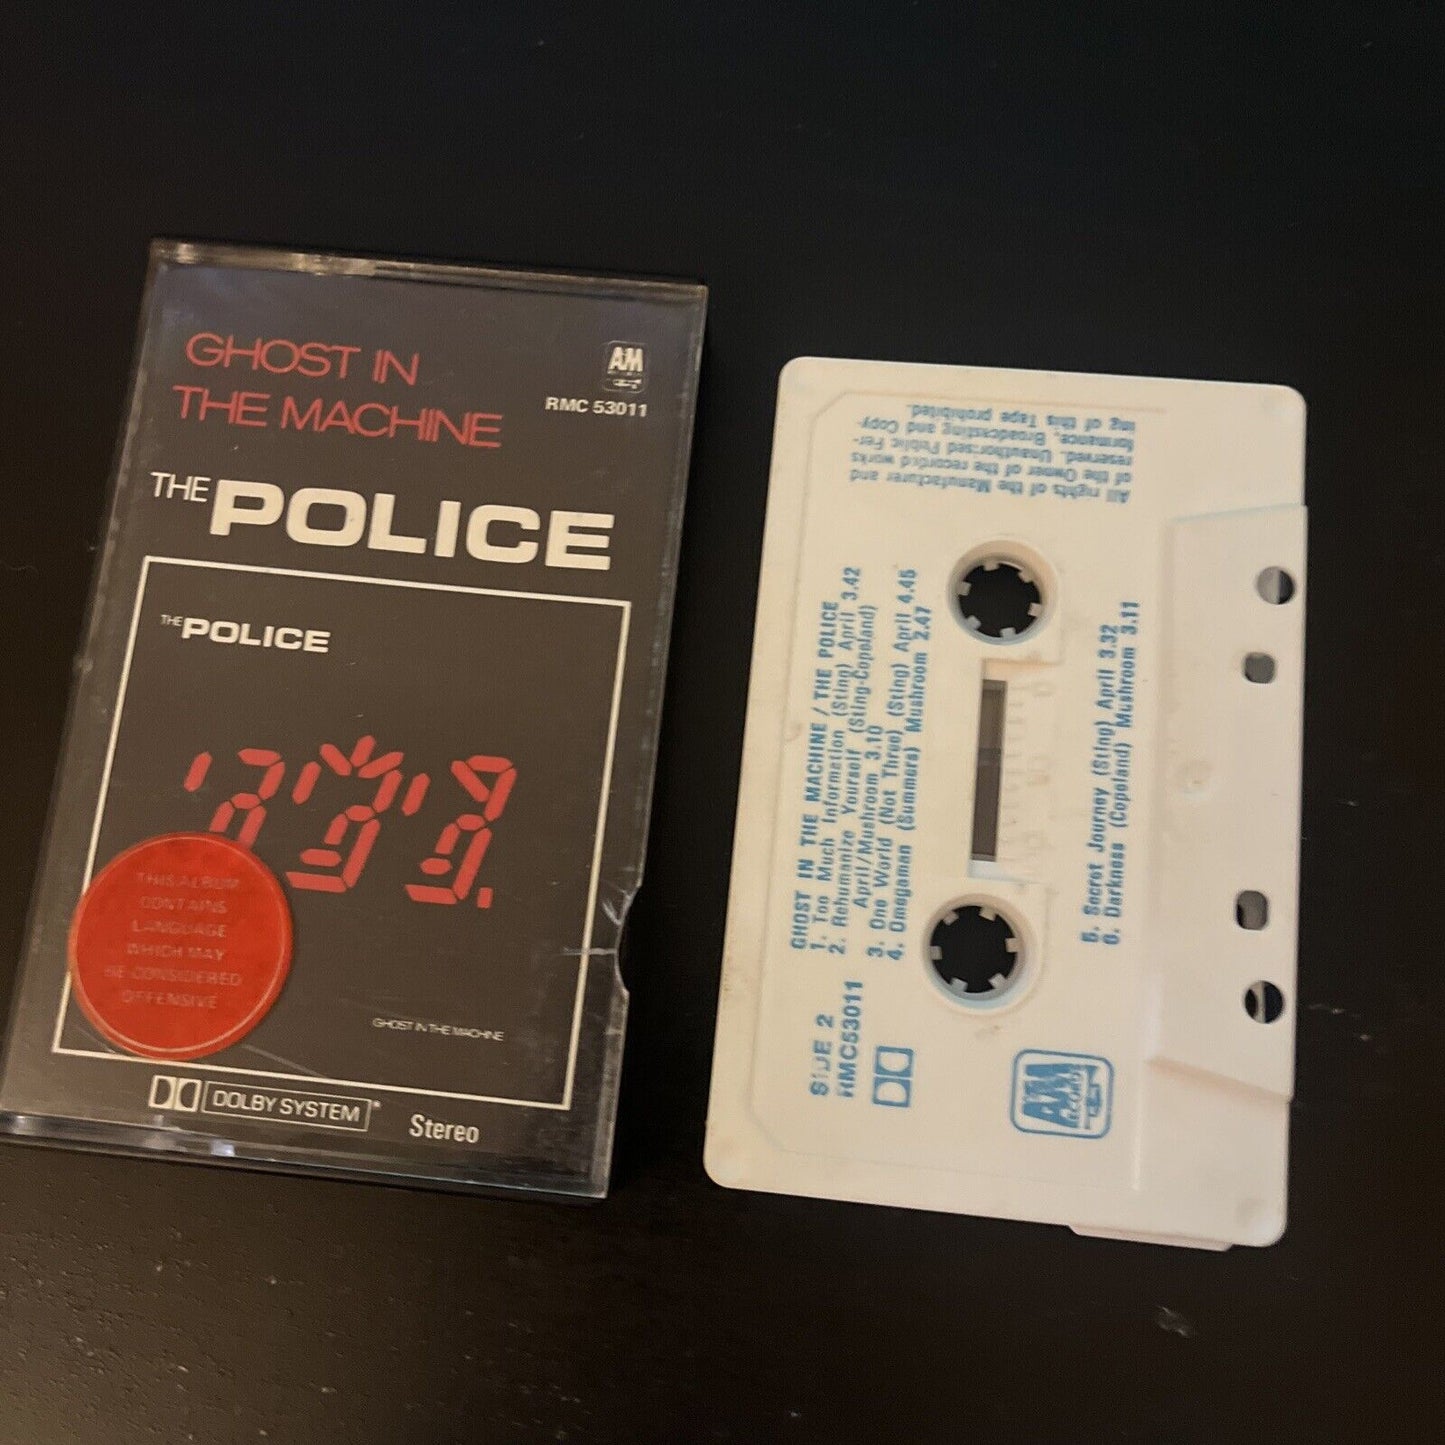 GHOST IN
THE MACHINE
A&M
RMC 53011
THE POLICE
THE POLICE
THIS ALBUM
CONTAINS
LANGUAGE
WHICH MAY
BE CONSIDERED
OFFENSIVE
GHOST IN THE MACHINE
DOLBY SYSTEM
Stereo
All rights of the Manufacturer and
of the Owner of the recorded works
reserved. Unauthorised Public Per-
formance, Broadcasting and Copy-
ing of this Tape prohibited.
GHOST IN THE MACHINE / THE POLICE
1. Too Much Information (Sting) April 3.42
2. Rehumanize Yourself (Sting-Copeland)
April/Mushroom 3.10
3. One World (Not Three) (Sting) April 4.45
4. Omegaman (Summers) Mushroom 2.47
5. Secret Journey (Sting) April 3.32
6. Darkness (Copeland) Mushroom 3.11
SIDE 2
RMC53011
A&M
RECORDS